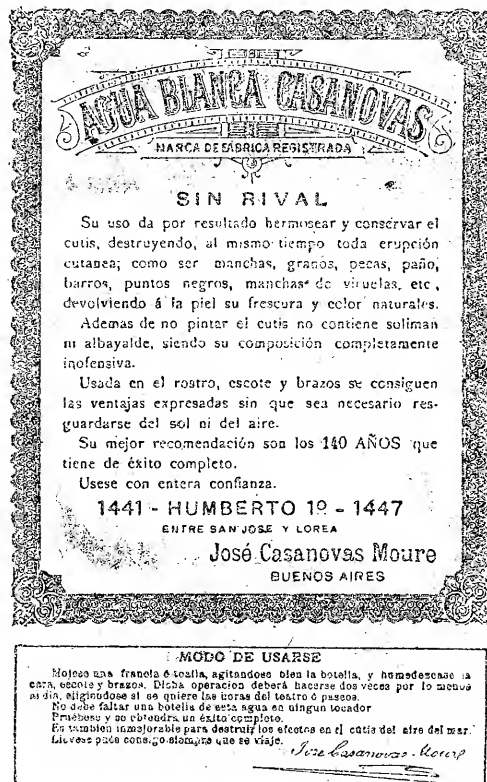 AGUA BLANCA CASANOVAS
MARCA DE FÁBRICA REGISTRADA
SIN RIVAL
Su uso da por resultado hermosear y conservar el
cutis, destruyendo, al mismo tiempo toda erupción
cutanea; como ser manchas, granos, pecas, paño,
barros, puntos negros, manchas de viruelas, etc,
devolviendo á la piel su frescura y color naturales.
Ademas de no pintar el cutis no contiene soliman
ni albayalde, siendo su composición completamente
inofensiva.
Usada en el rostro, escote y brazos se consiguen
las ventajas expresadas sin que sea necesario res-
guardarse del sol ni del aire.
Su mejor recomendación son los 140 AÑOS que
tiene de éxito completo.
Usese con entera confianza.
1441 - HUMBERTO 1º - 1447
ENTRE SAN JOSE Y LOREA
José Casanovas Moure
BUENOS AIRES
MODO DE USARSE
Mojese una franela ó toalla, agitandose bien la botella, y humedescase la
cara, escote y brazos. Dicha operacion deberá hacerse dos veces por lo menos
al dia, eligindose si se quiere las horas del teatro ó paseos.
No debe faltar una botella de esta agua en ningun tocador
Pruébese y se obtendra un éxito completo.
Es tambien inmejorable para destruir los efectos en el cutis del aire del mar.
Llevese pues consigo siempre que se viaje.
José Casanovas Moure